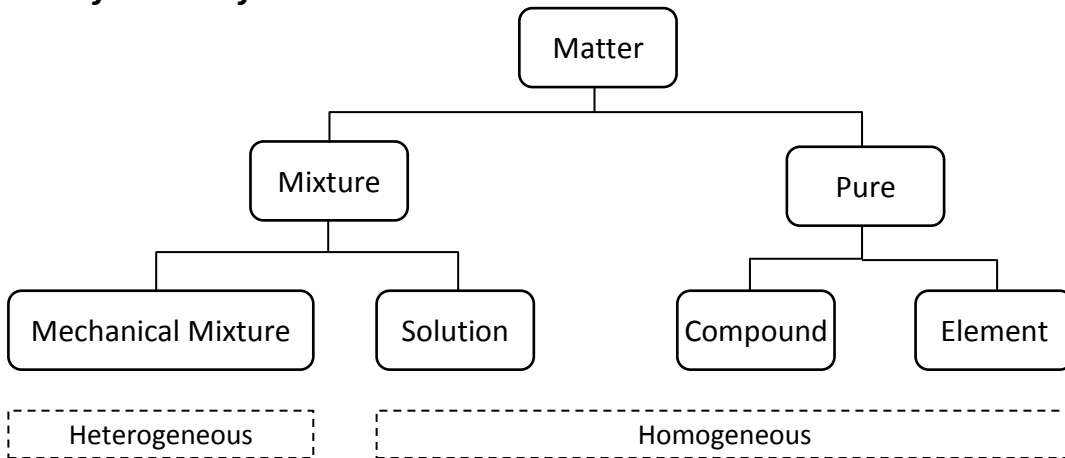 Matter
Mixture
Pure
Mechanical Mixture
Solution
Compound
Element
Heterogeneous
Homogeneous